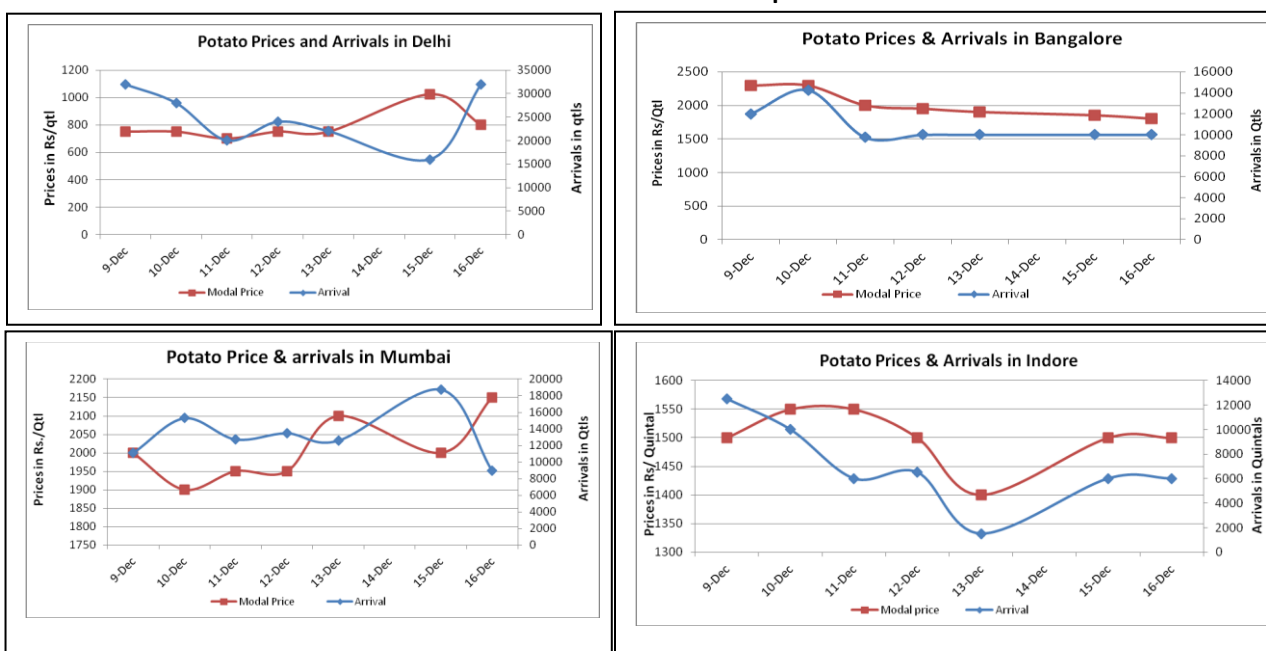 Potato Prices and Arrivals in Delhi
1200
1000
800
600
400
200
0
Prices in Rs/qtl
35000
30000
25000
20000
15000
10000
5000
0
Arrivals in qtls
9-Dec
10-Dec
11-Dec
12-Dec
13-Dec
14-Dec
15-Dec
16-Dec
Modal Price
Arrival
Potato Prices & Arrivals in Bangalore
2500
2000
1500
1000
500
0
Prices in Rs/Qtl
16000
14000
12000
10000
8000
6000
4000
2000
0
Arrivals in Qtls
9-Dec
10-Dec
11-Dec
12-Dec
13-Dec
14-Dec
15-Dec
16-Dec
Modal Price
Arrival
Potato Price & arrivals in Mumbai
2200
2150
2100
2050
2000
1950
1900
1850
1800
1750
Prices in Rs./Qtl
20000
18000
16000
14000
12000
10000
8000
6000
4000
2000
0
Arrivals in Qtls
9-Dec
10-Dec
11-Dec
12-Dec
13-Dec
14-Dec
15-Dec
16-Dec
Modal Price
Arrival
Potato Prices & Arrivals in Indore
1600
1550
1500
1450
1400
1350
1300
Prices in Rs/ Quintal
14000
12000
10000
8000
6000
4000
2000
0
Arrivals in Quintals
9-Dec
10-Dec
11-Dec
12-Dec
13-Dec
14-Dec
15-Dec
16-Dec
Modal price
Arrival